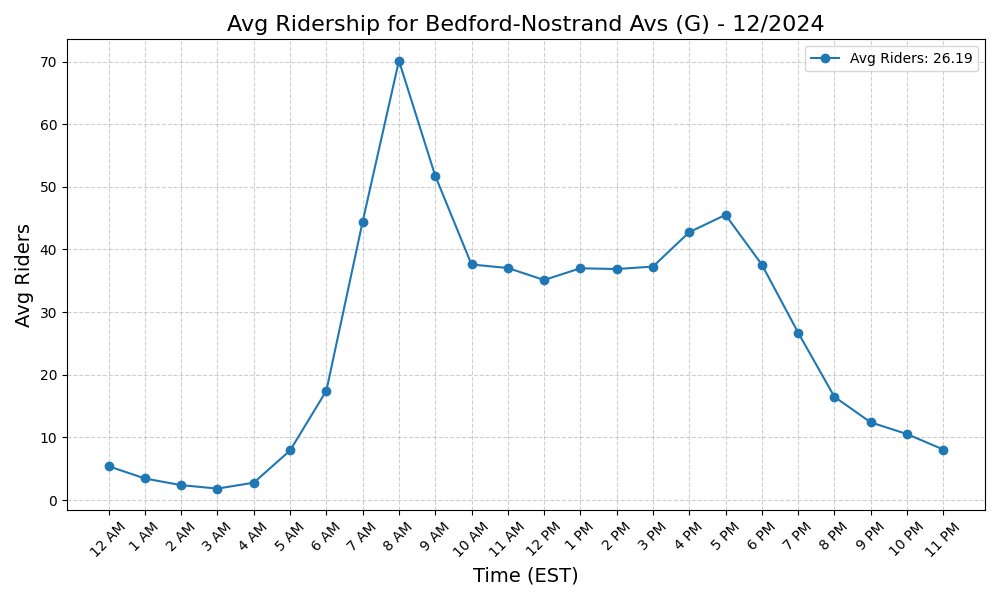 Avg Ridership for Bedford-Nostrand Avs (G) - 12/2024
Avg Riders: 26.19
Avg Riders
70
60
50
40
30
20
10
0
12 AM
1 AM
2 AM
3 AM
4 AM
5 AM
6 AM
7 AM
8 AM
9 AM
10 AM
11 AM
12 PM
1 PM
2 PM
3 PM
4 PM
5 PM
6 PM
7 PM
8 PM
9 PM
10 PM
11 PM
Time (EST)